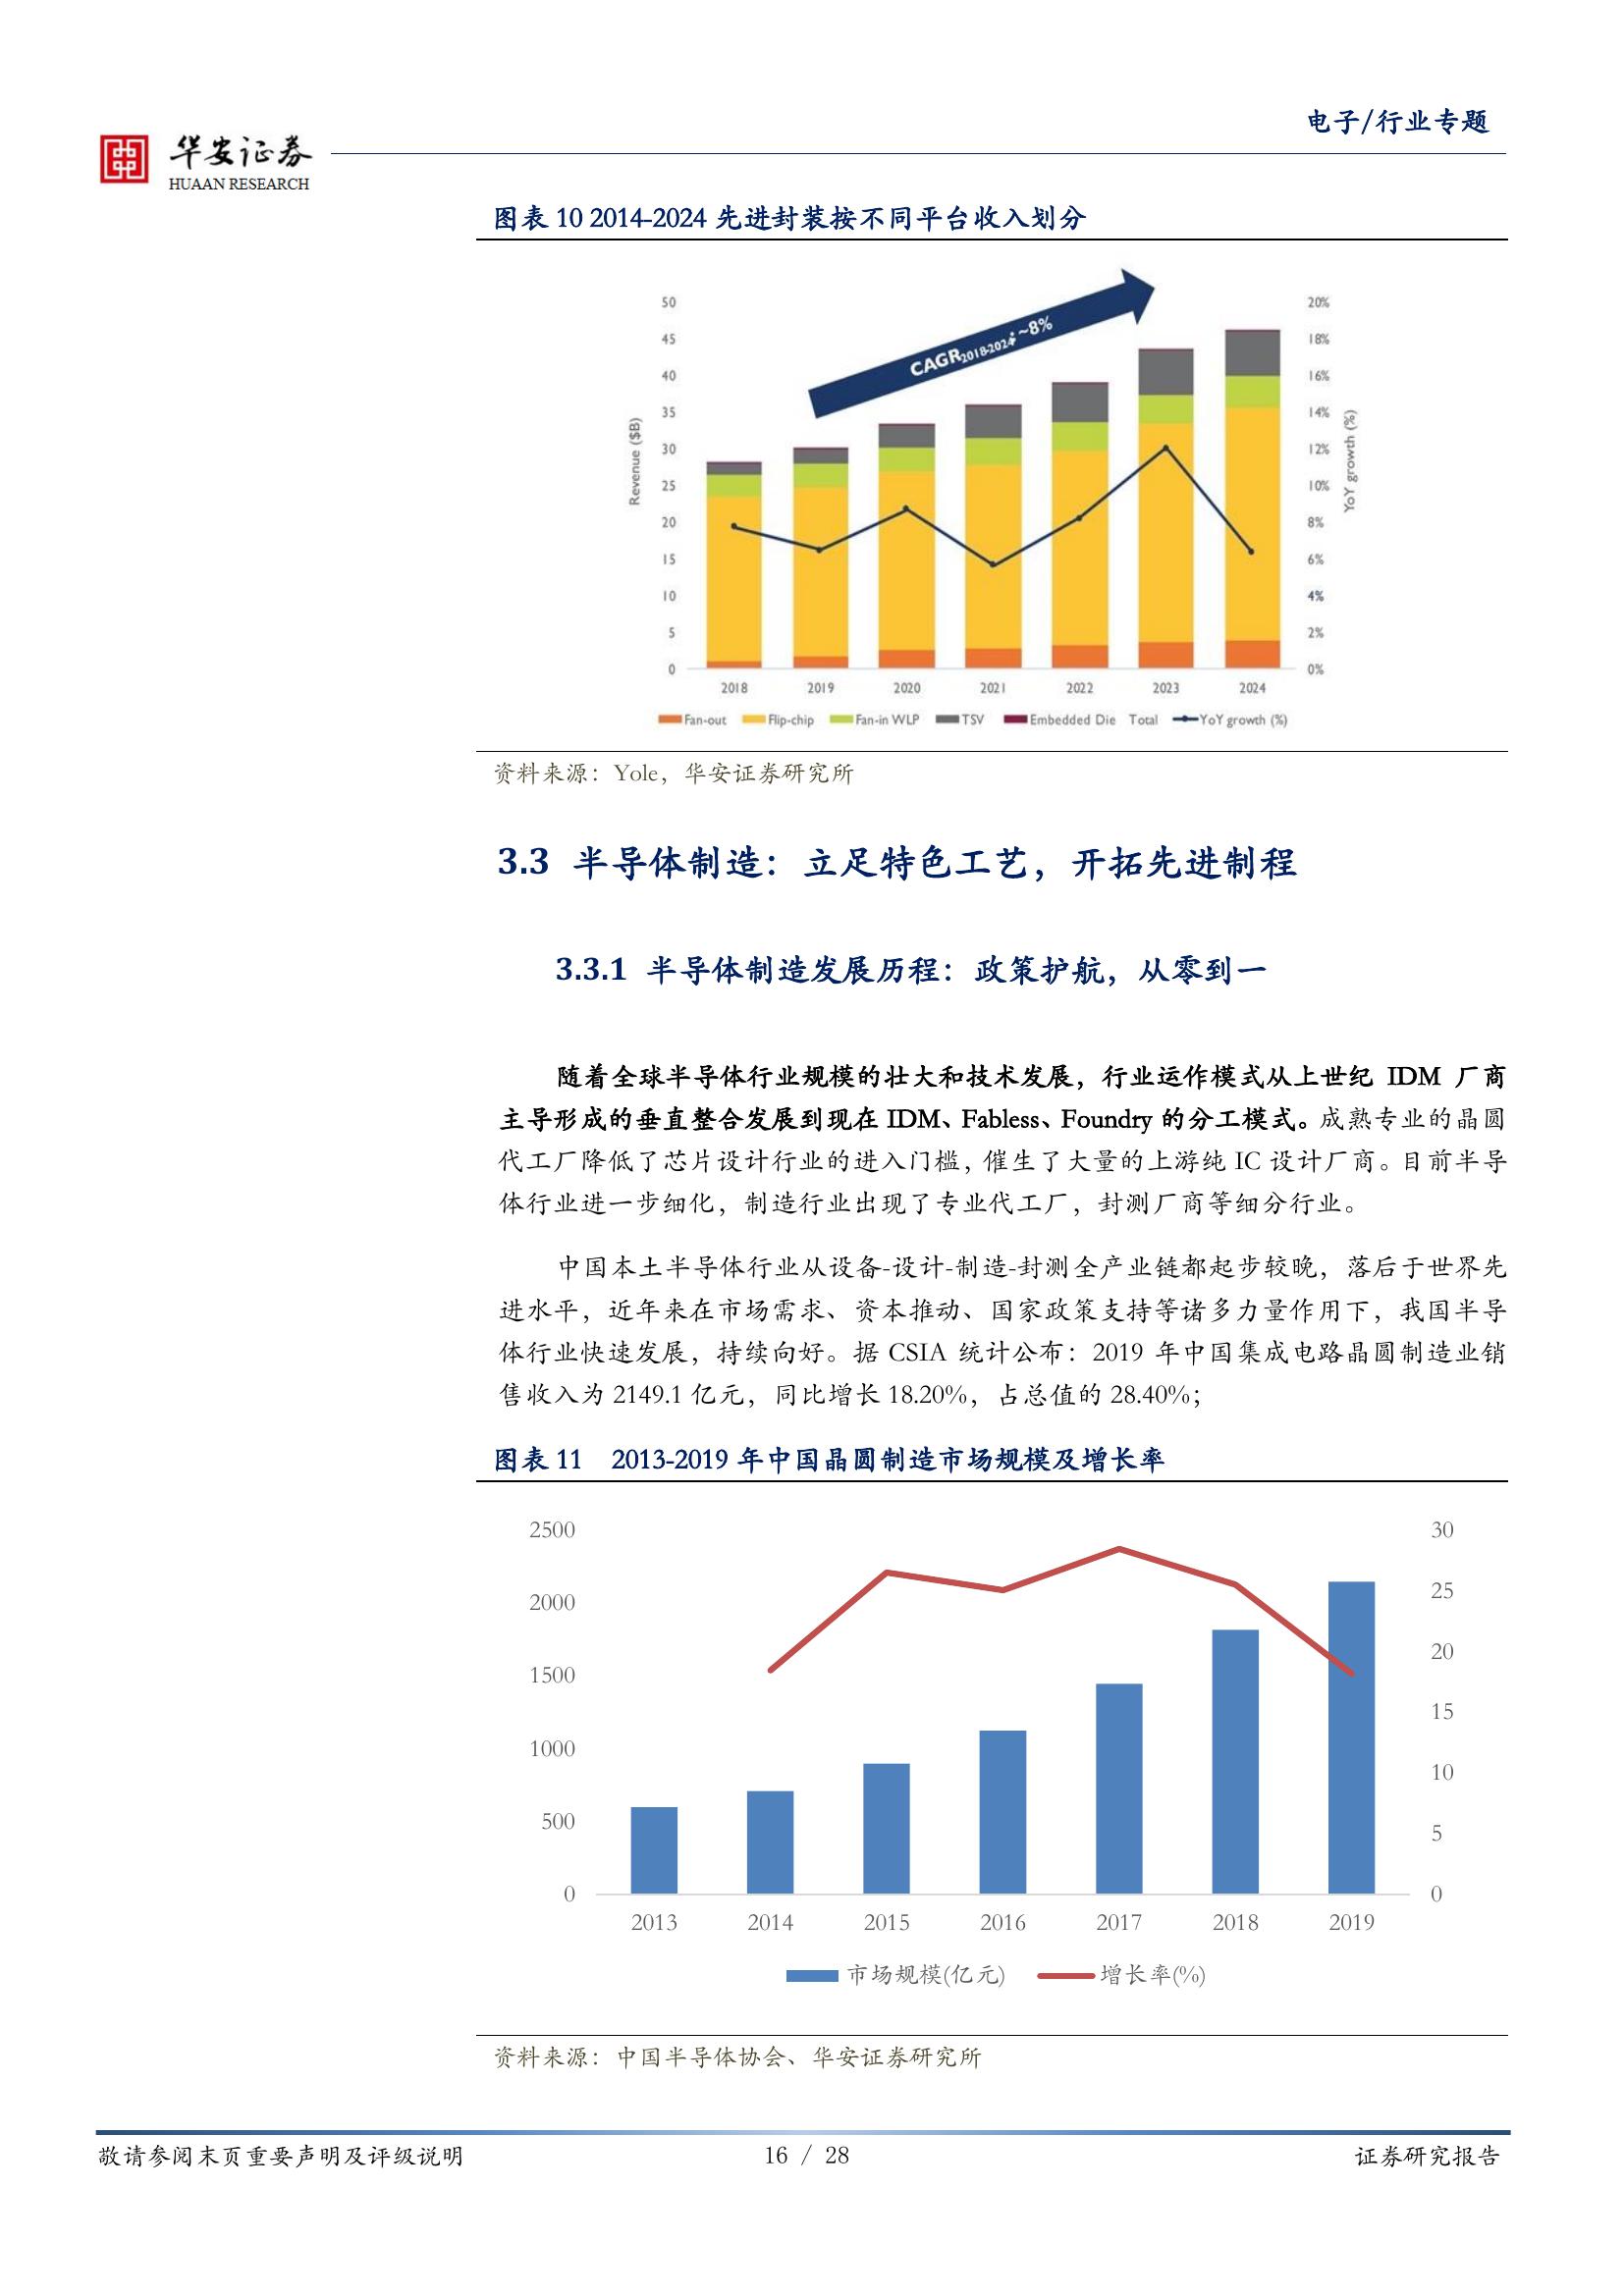 电子/行业专题
华安证券
HUAAN RESEARCH
图表 10 2014-2024 先进封装按不同平台收入划分
CAGR2018-2024: ~8%
Revenue ($B)
50
45
40
35
30
25
20
15
10
5
0
YoY growth (%)
20%
18%
16%
14%
12%
10%
8%
6%
4%
2%
0%
2018 2019 2020 2021 2022 2023 2024
Fan-out Flip-chip Fan-in WLP TSV Embedded Die Total YoY growth (%)
资料来源：Yole，华安证券研究所
3.3 半导体制造：立足特色工艺，开拓先进制程
3.3.1 半导体制造发展历程：政策护航，从零到一
随着全球半导体行业规模的壮大和技术发展，行业运作模式从上世纪 IDM 厂商
主导形成的垂直整合发展到现在 IDM、Fabless、Foundry 的分工模式。成熟专业的晶圆
代工厂降低了芯片设计行业的进入门槛，催生了大量的上游纯 IC 设计厂商。目前半导
体行业进一步细化，制造行业出现了专业代工厂，封测厂商等细分行业。
中国本土半导体行业从设备-设计-制造-封测全产业链都起步较晚，落后于世界先
进水平，近年来在市场需求、资本推动、国家政策支持等诸多力量作用下，我国半导
体行业快速发展，持续向好。据 CSIA 统计公布：2019 年中国集成电路晶圆制造业销
售收入为 2149.1 亿元，同比增长 18.20%，占总值的 28.40%；
图表 11 2013-2019 年中国晶圆制造市场规模及增长率
2500
2000
1500
1000
500
0
30
25
20
15
10
5
0
2013 2014 2015 2016 2017 2018 2019
市场规模(亿元) 增长率(%)
资料来源：中国半导体协会、华安证券研究所
敬请参阅末页重要声明及评级说明 16 / 28 证券研究报告